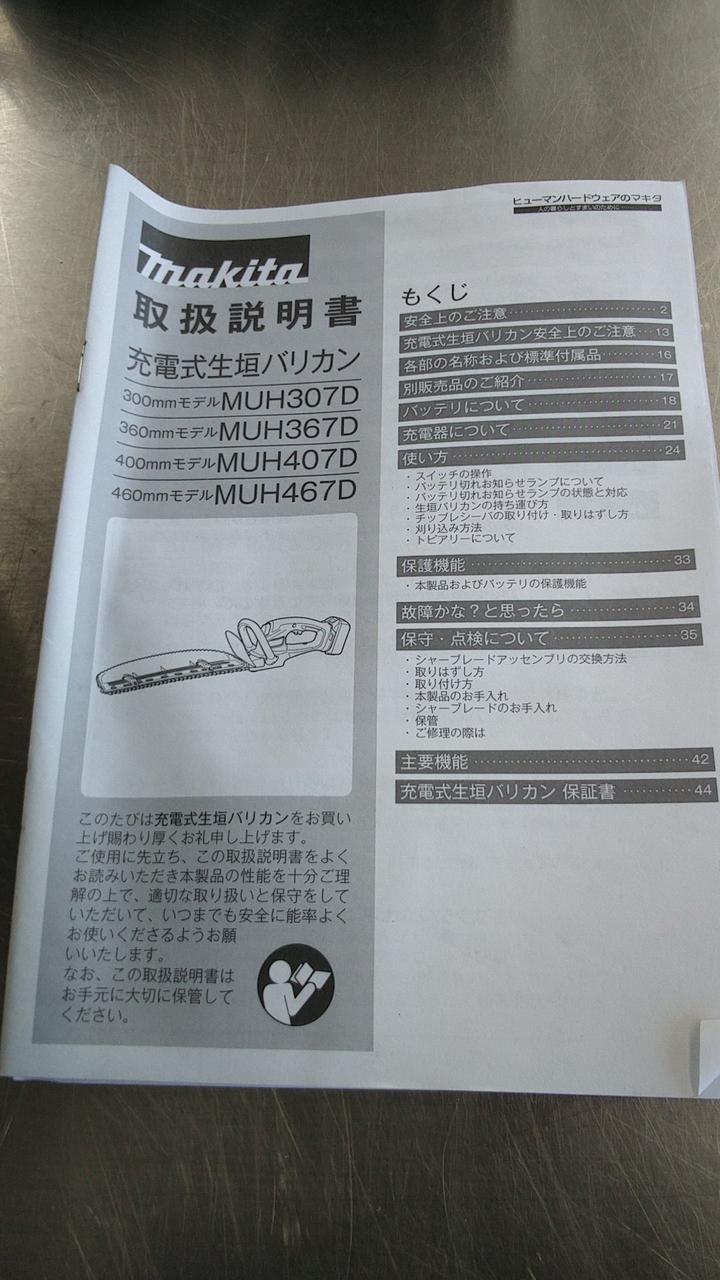 makita
取扱説明書
充電式生垣バリカン
300mmモデルMUH307D
360mmモデルMUH367D
400mmモデルMUH407D
460mmモデルMUH467D
このたびは充電式生垣バリカンをお買い
上げ賜わり厚くお礼申し上げます。
ご使用に先立ち、この取扱説明書をよく
お読みいただき本製品の性能を十分ご理
解の上で、適切な取り扱いと保守をして
いただいて、いつまでも安全に能率よく
お使いくださるようお願
いいたします。
なお、この取扱説明書は
お手元に大切に保管して
ください。
ヒューマンハードウェアのマキタ
人の暮らしとすまいのために
もくじ
安全上のご注意 2
充電式生垣バリカン安全上のご注意 13
各部の名称および標準付属品 16
別販売品のご紹介 17
バッテリについて 18
充電器について 21
使い方 24
・スイッチの操作
・バッテリ切れお知らせランプについて
・バッテリ切れお知らせランプの状態と対応
・生垣バリカンの持ち運び方
・チップレシーバの取り付け・取りはずし方
・刈り込み方法
・トピアリーについて
保護機能 33
・本製品およびバッテリの保護機能
故障かな？と思ったら 34
保守・点検について 35
・シャーブレードアッセンブリの交換方法
・取りはずし方
・取り付け方
・本製品のお手入れ
・シャーブレードのお手入れ
・保管
・ご修理の際は
主要機能 42
充電式生垣バリカン 保証書 44